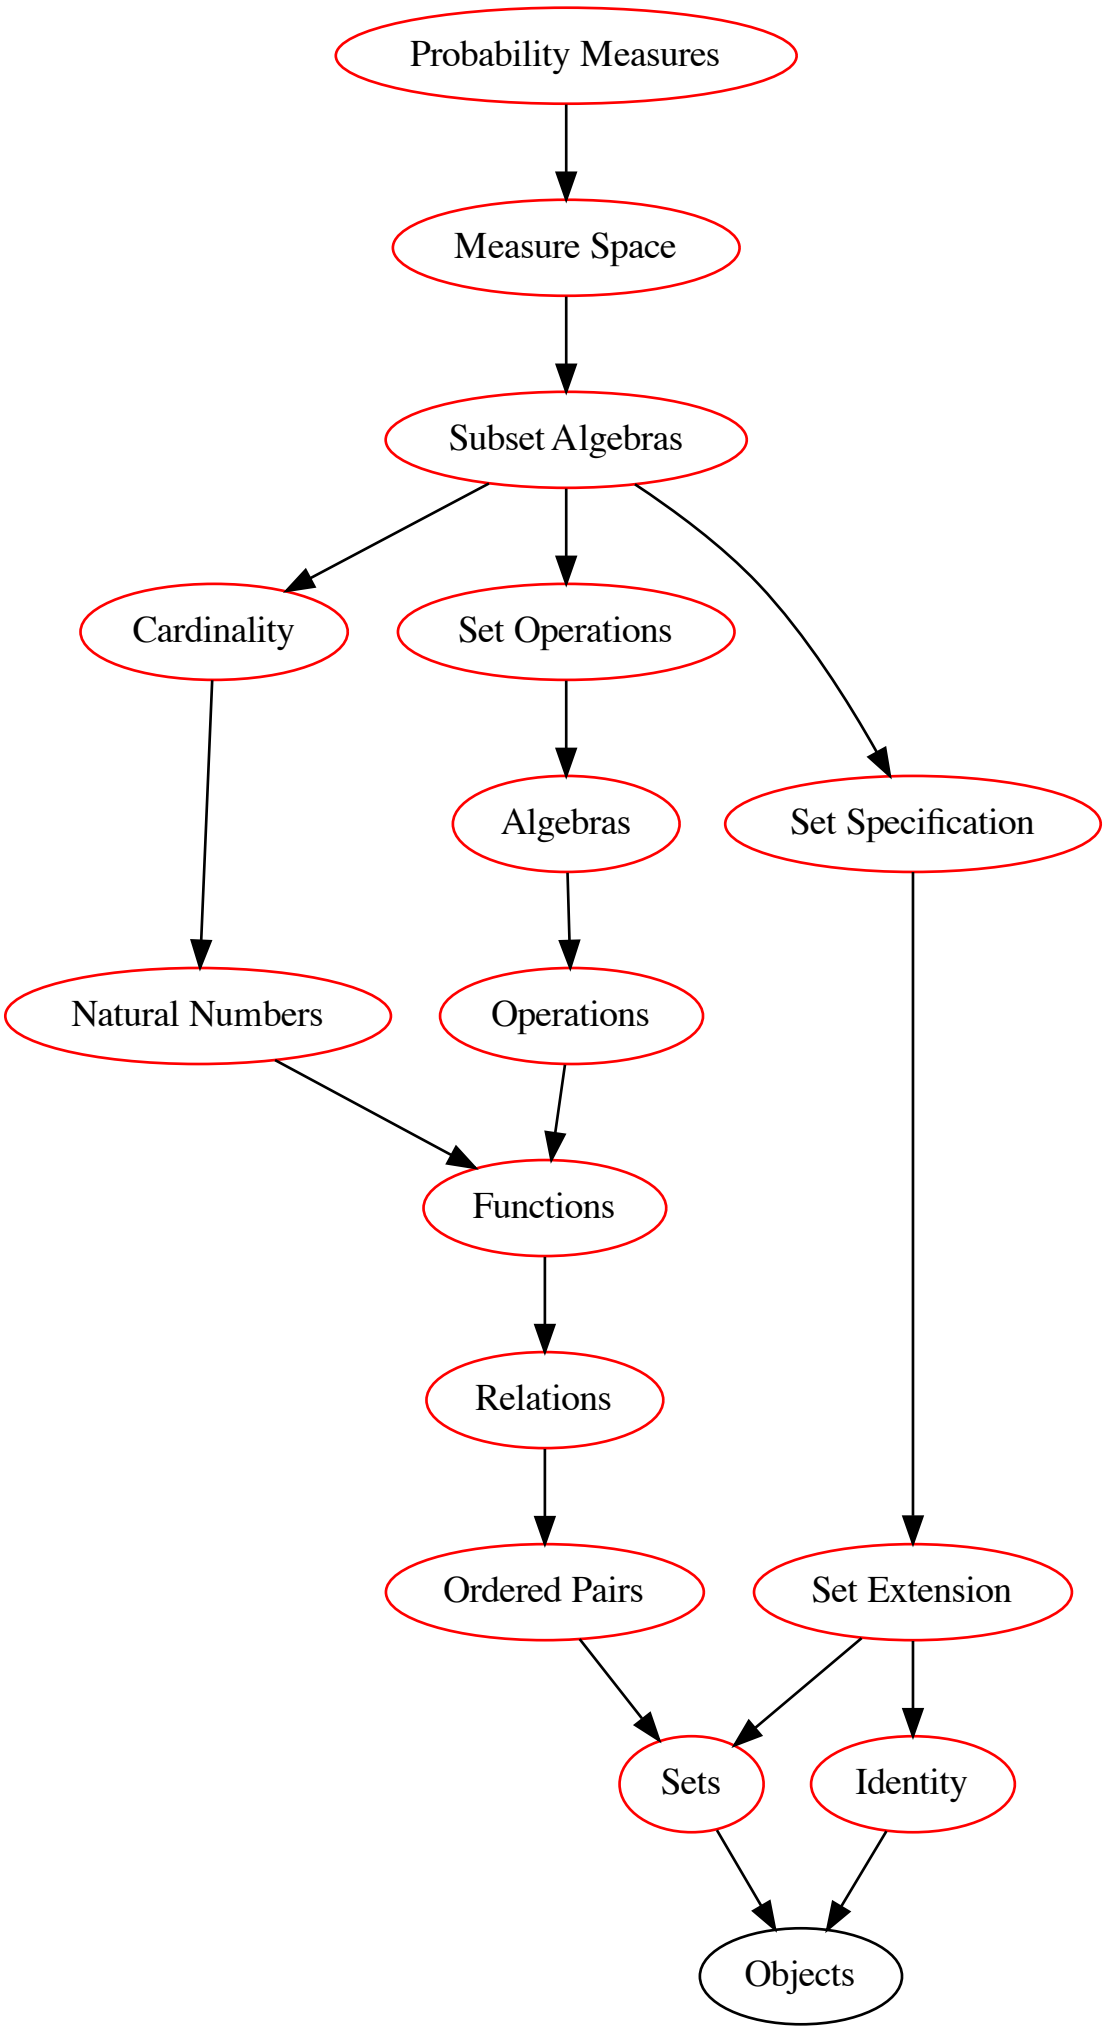 Probability Measures
Measure Space
Subset Algebras
Cardinality
Set Operations
Algebras
Set Specification
Natural Numbers
Operations
Functions
Relations
Ordered Pairs
Set Extension
Sets
Identity
Objects